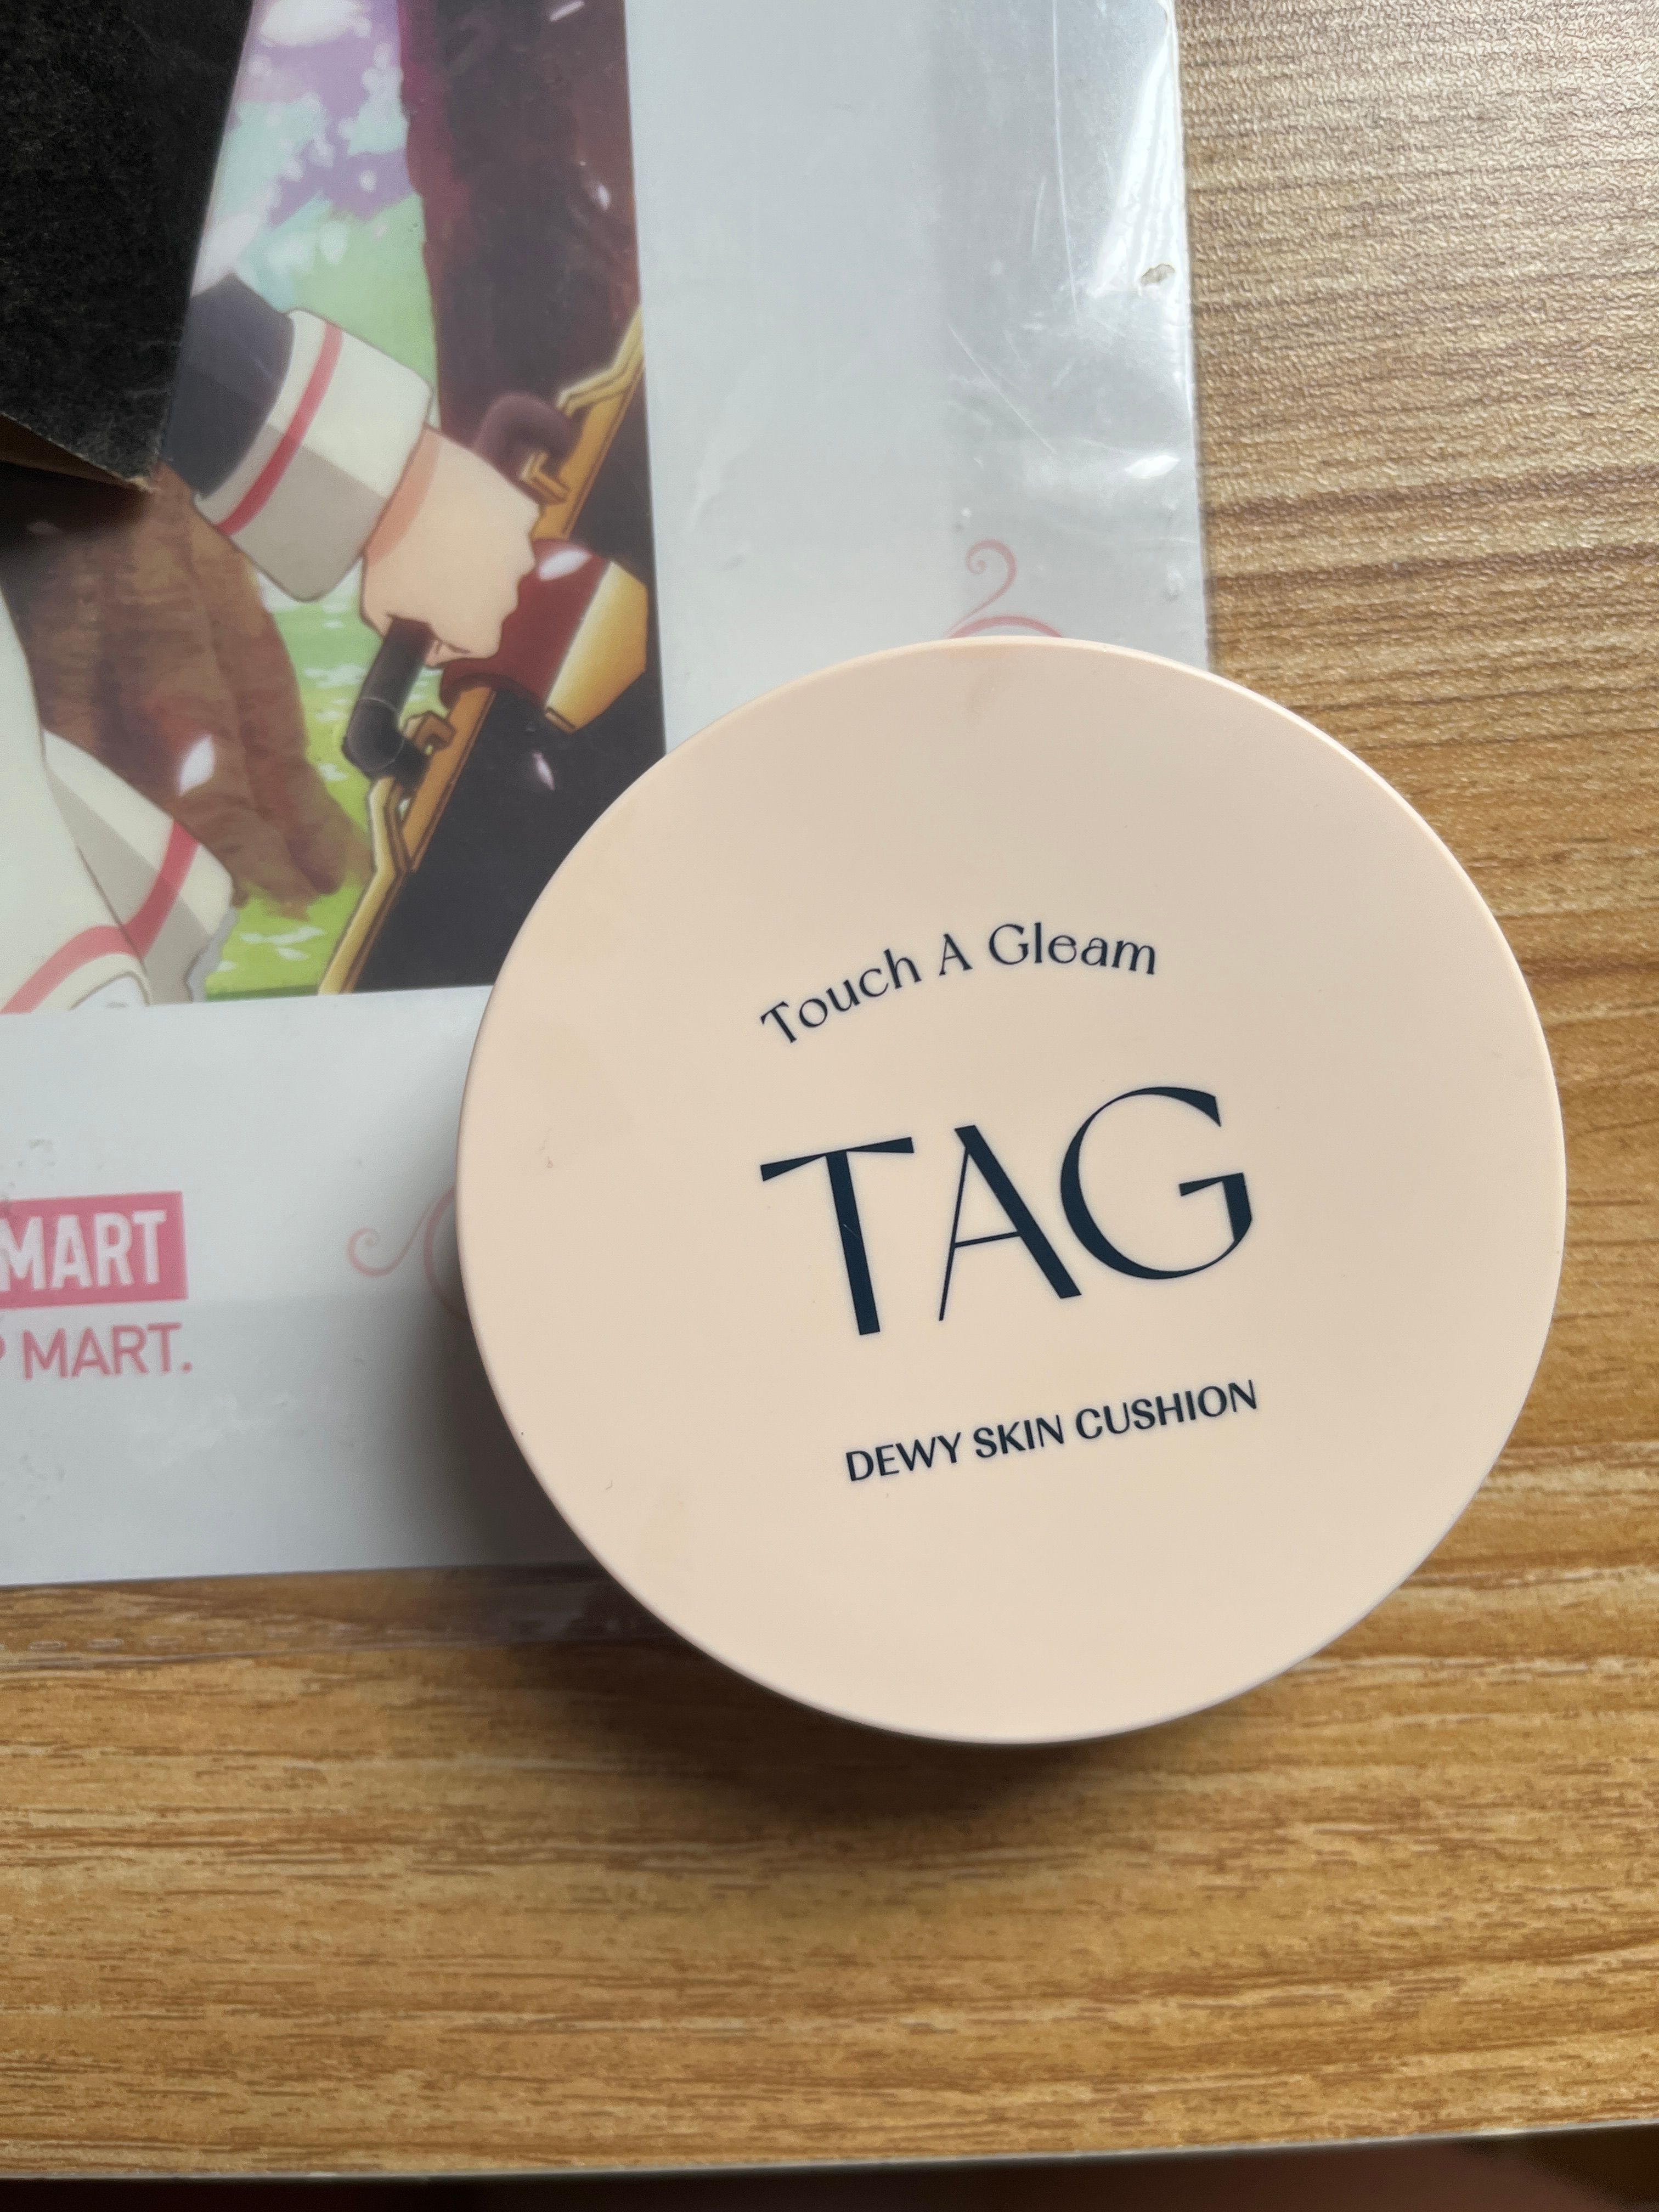 Touch A Gleam
TAG
DEWY SKIN CUSHION
MART
MART.